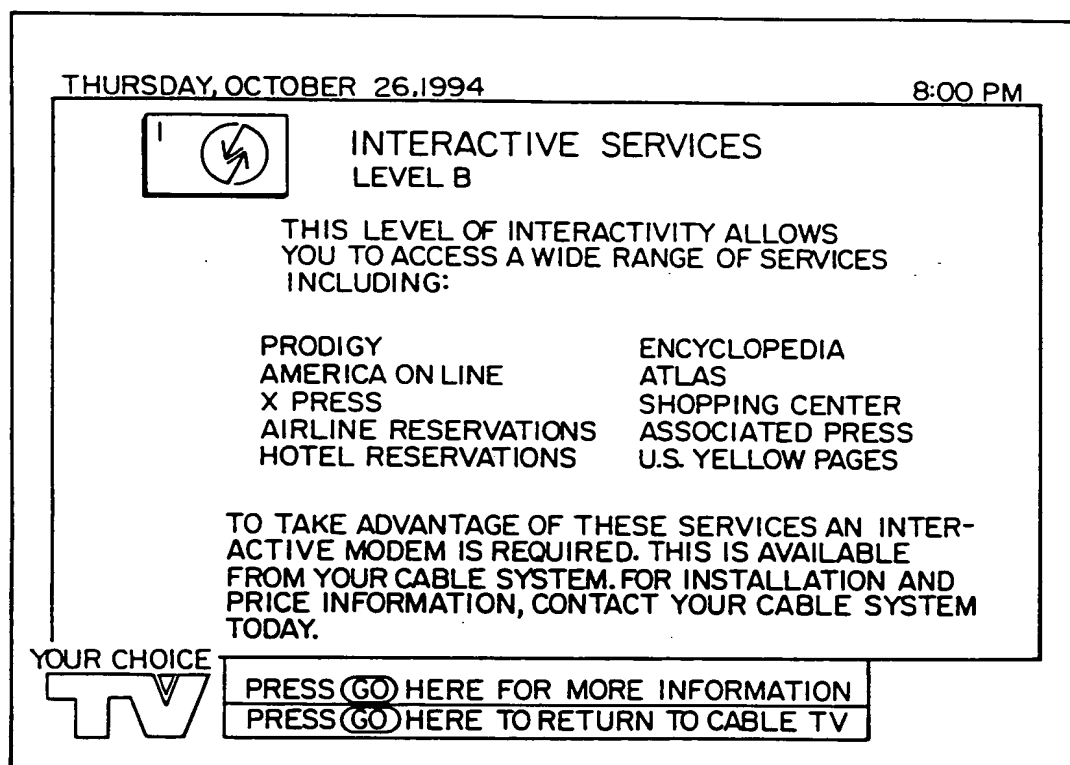 THURSDAY, OCTOBER 26.1994 8:00 PM
I
INTERACTIVE SERVICES
LEVEL B
THIS LEVEL OF INTERACTIVITY ALLOWS
YOU TO ACCESS A WIDE RANGE OF SERVICES
INCLUDING:
PRODIGY ENCYCLOPEDIA
AMERICA ON LINE ATLAS
X PRESS SHOPPING CENTER
AIRLINE RESERVATIONS ASSOCIATED PRESS
HOTEL RESERVATIONS U.S. YELLOW PAGES
TO TAKE ADVANTAGE OF THESE SERVICES AN INTER-
ACTIVE MODEM IS REQUIRED. THIS IS AVAILABLE
FROM YOUR CABLE SYSTEM. FOR INSTALLATION AND
PRICE INFORMATION, CONTACT YOUR CABLE SYSTEM
TODAY.
YOUR CHOICE
TV
PRESS GO HERE FOR MORE INFORMATION
PRESS GO HERE TO RETURN TO CABLE TV